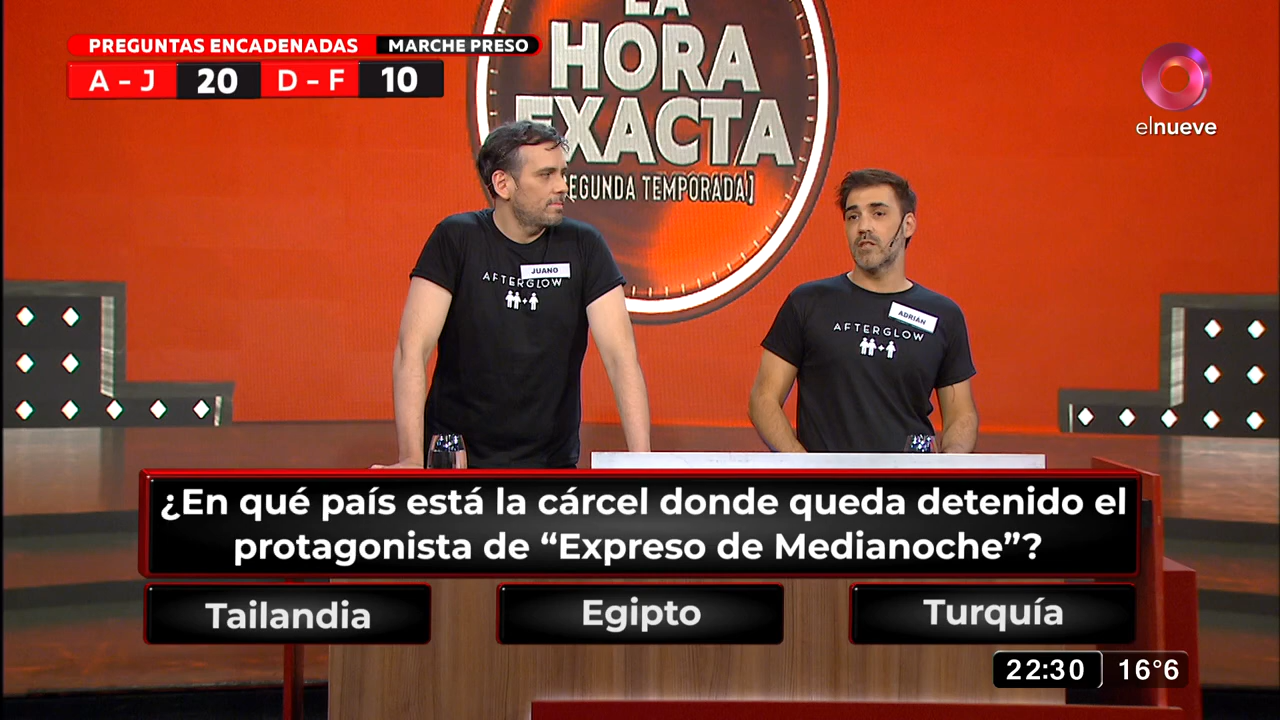 PREGUNTAS ENCADENADAS MARCHE PRESO
A - J 20 D - F 10
LA
HORA
EXACTA
EGUNDA TEMPORADA]
elnueve
JUANO
AFTERGLOW
ADRIÁN
AFTERGLOW
¿En qué país está la cárcel donde queda detenido el
protagonista de “Expreso de Medianoche”?
Tailandia
Egipto
Turquía
22:30 16°6